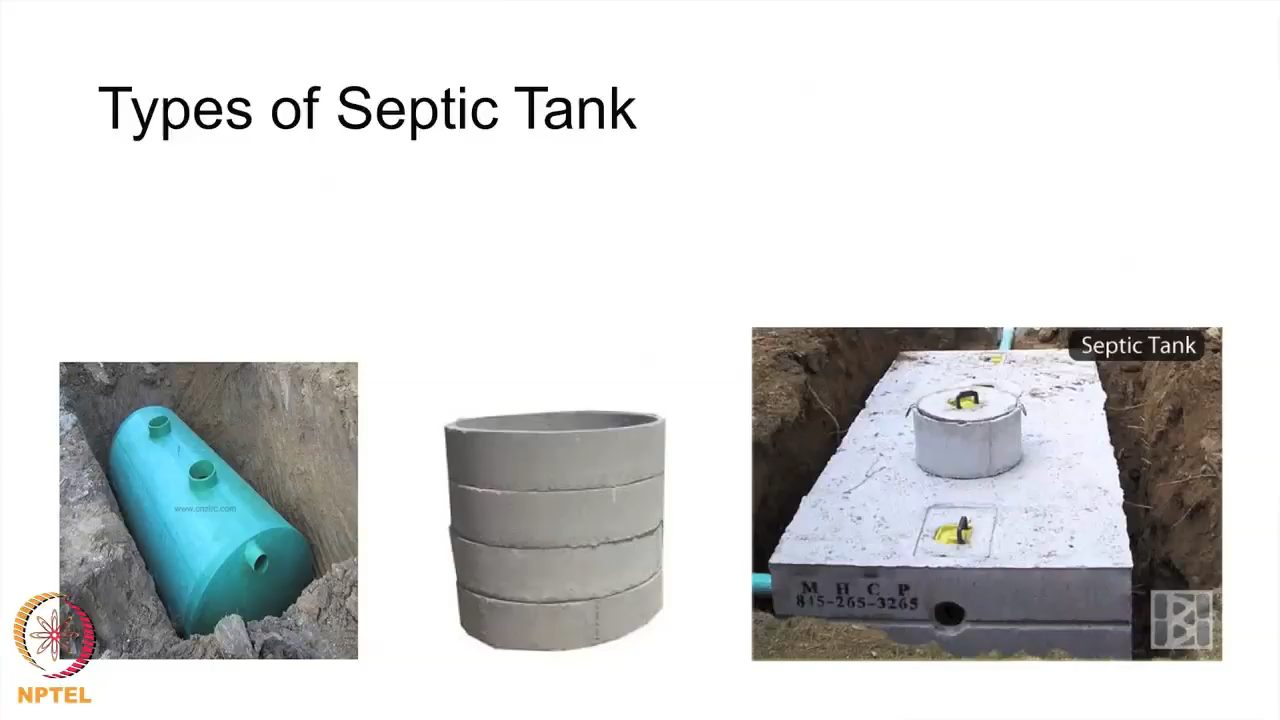 Types of Septic Tank
Septic Tank
M H C P
845-265-3265
NPTEL